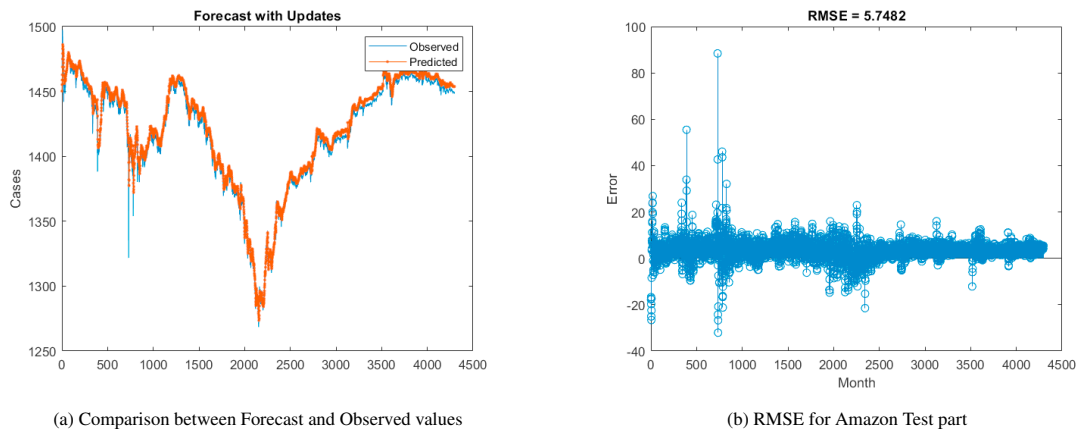 Forecast with Updates
1500
1450
1400
1350
1300
1250
Cases
0 500 1000 1500 2000 2500 3000 3500 4000 4500
Observed
Predicted
(a) Comparison between Forecast and Observed values
RMSE = 5.7482
100
80
60
40
20
0
-20
-40
Error
0 500 1000 1500 2000 2500 3000 3500 4000 4500
Month
(b) RMSE for Amazon Test part